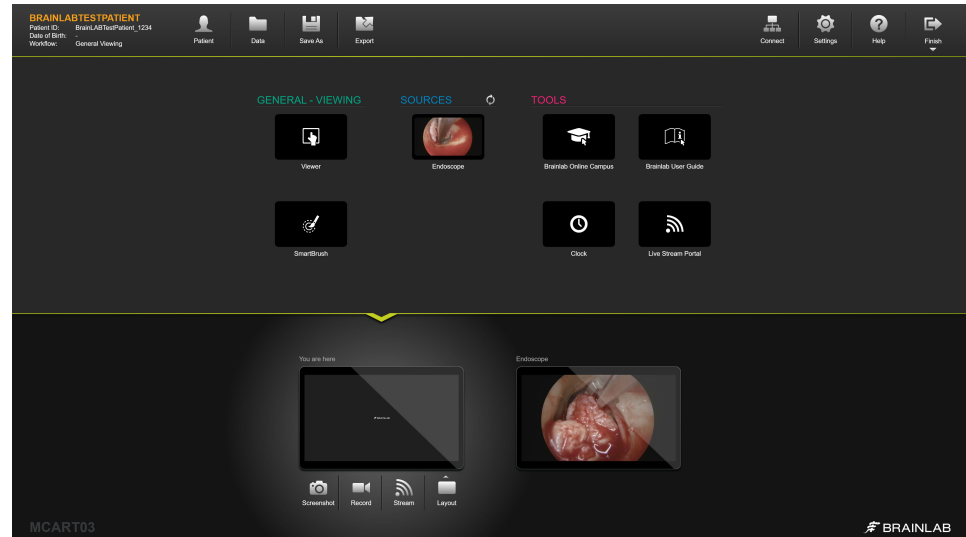 BRAINLABTESTPATIENT
Patient ID: BrainLABTestPatient_1234
Date of Birth: -
Workflow: General Viewing
Patient
Data
Save As
Export
Connect
Settings
Help
Finish
GENERAL - VIEWING
SOURCES
TOOLS
Viewer
Endoscope
Brainlab Online Campus
Brainlab User Guide
SmartBrush
Clock
Live Stream Portal
You are here
Endoscope
BRAINLAB
Screenshot
Record
Stream
Layout
MCART03
BRAINLAB